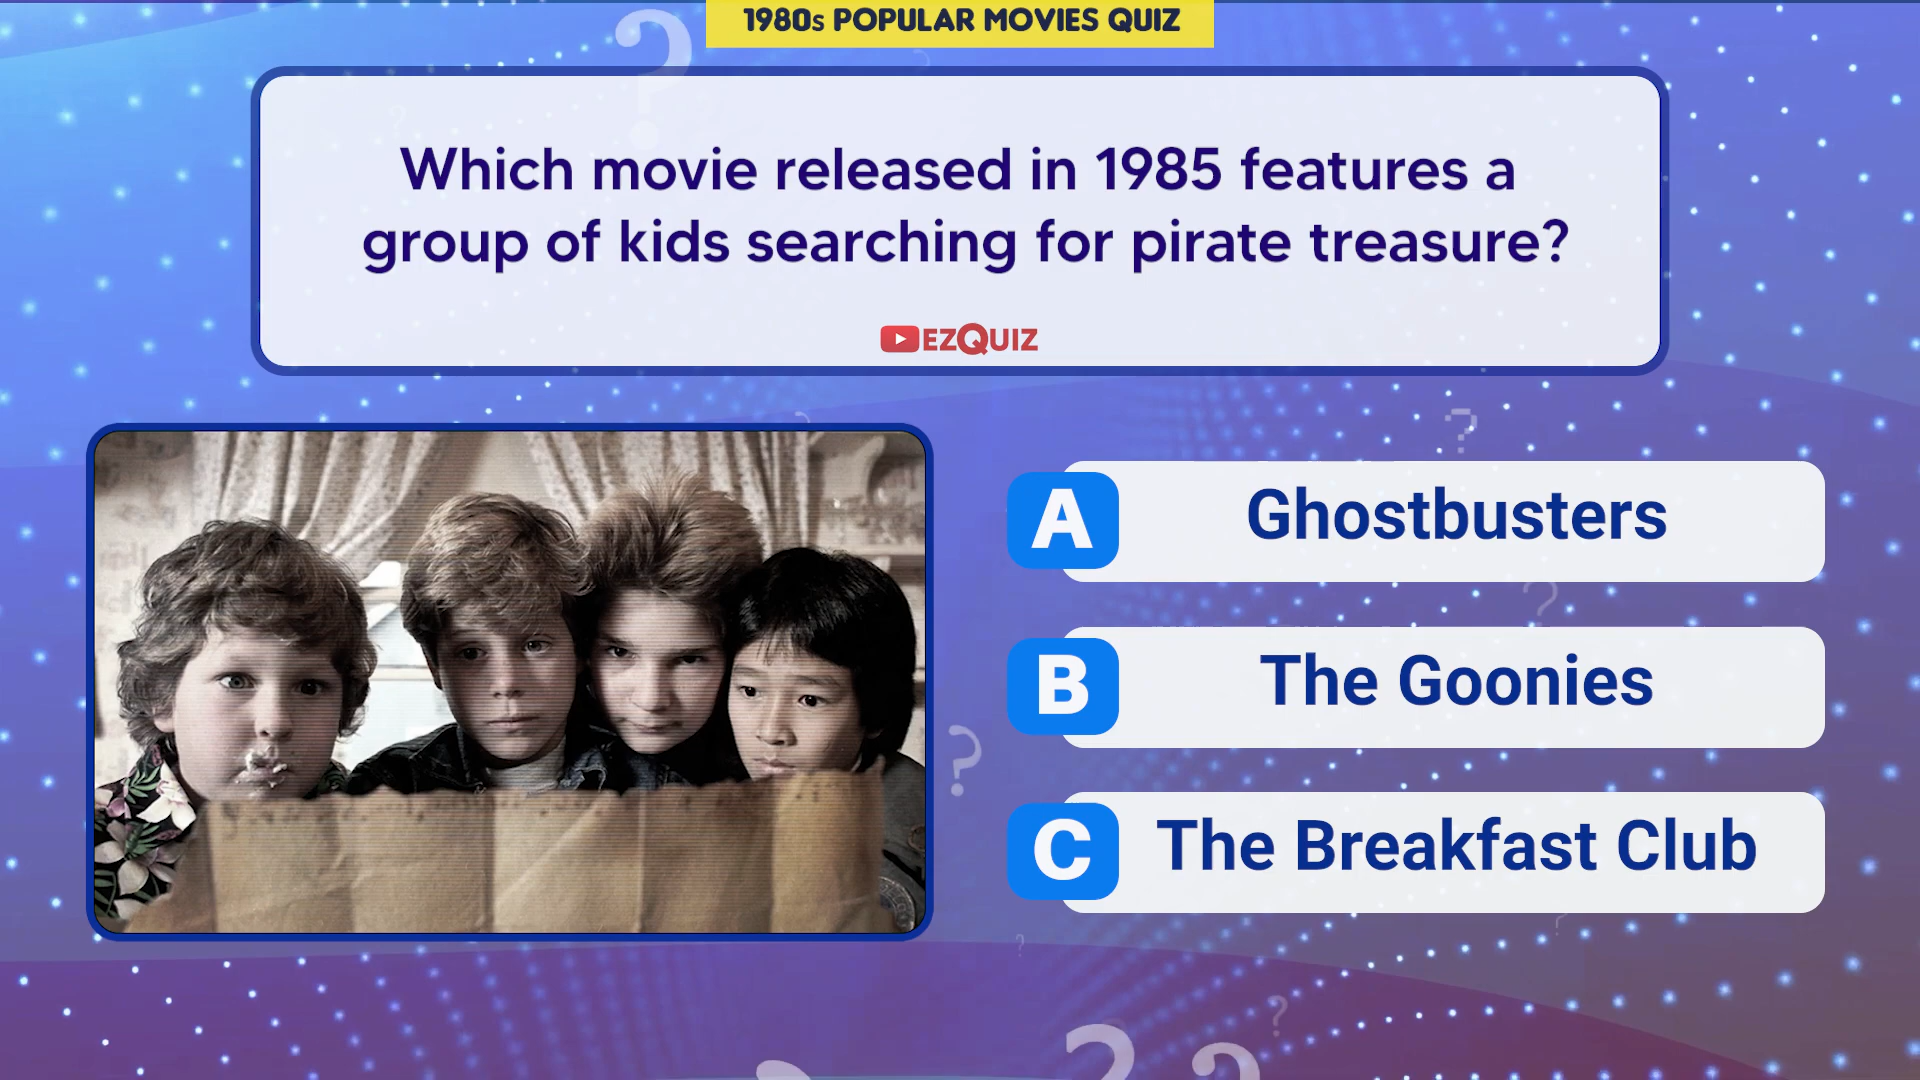 1980s POPULAR MOVIES QUIZ
Which movie released in 1985 features a
group of kids searching for pirate treasure?
EZQUIZ
A Ghostbusters
B The Goonies
C The Breakfast Club